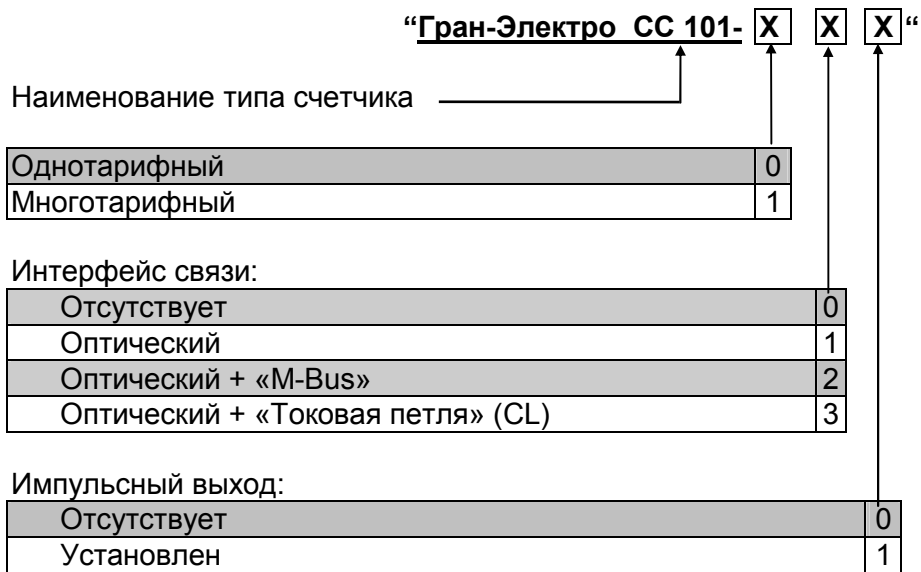 “Гран-Электро СС 101- X X X“
Наименование типа счетчика
Однотарифный 0
Многотарифный 1
Интерфейс связи:
Отсутствует 0
Оптический 1
Оптический + «M-Bus» 2
Оптический + «Токовая петля» (CL) 3
Импульсный выход:
Отсутствует 0
Установлен 1